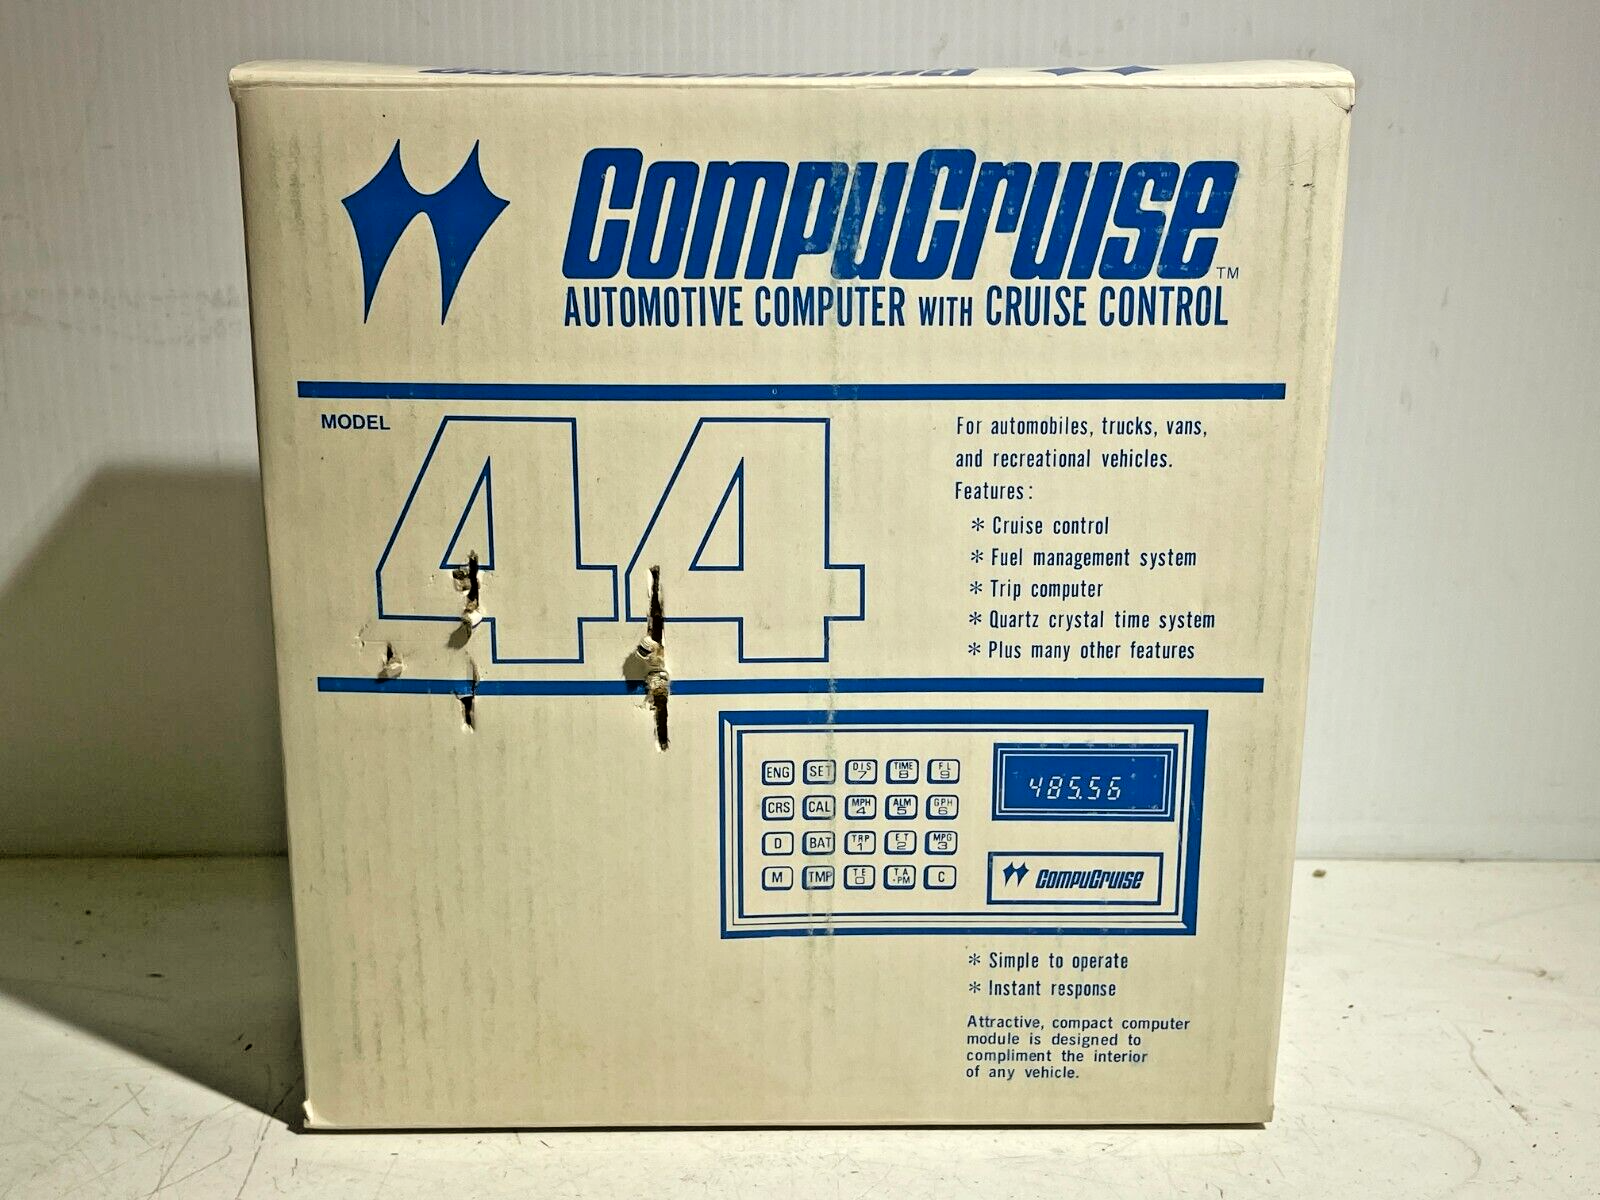 CompuCruise™
AUTOMOTIVE COMPUTER WITH CRUISE CONTROL
MODEL
44
For automobiles, trucks, vans,
and recreational vehicles.
Features:
* Cruise control
* Fuel management system
* Trip computer
* Quartz crystal time system
* Plus many other features
ENG SET DIS 7 TIME 8 FL 9
CRS CAL MPH 4 ALM 5 GPH 6
D BAT TRP 1 ET 2 MPG 3
M TMP TE 0 TA •PM C
485.56
CompuCruise
* Simple to operate
* Instant response
Attractive, compact computer
module is designed to
compliment the interior
of any vehicle.